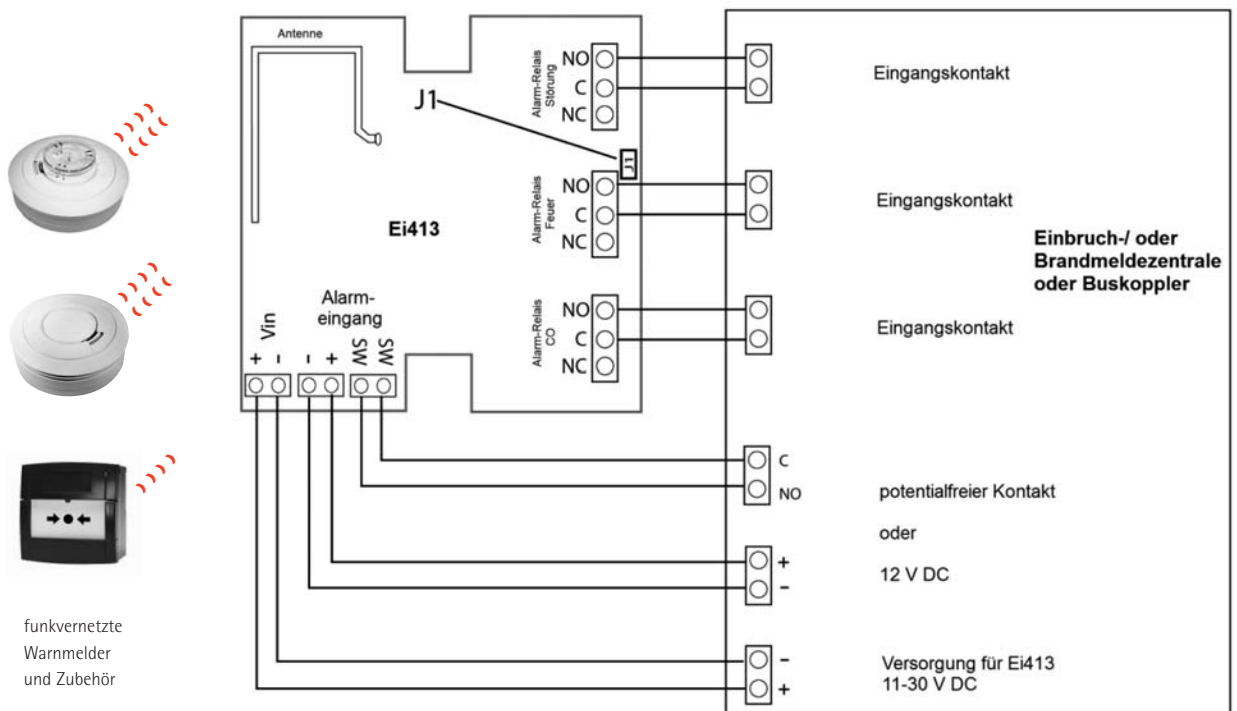 Antenne
J1
Ei413
Alarm-Relais
Störung
NO
C
NC
J1
Alarm-Relais
Feuer
NO
C
NC
Alarm-Relais
CO
NO
C
NC
Vin
+
-
Alarm-
eingang
-
+
SW
SW
Eingangskontakt
Eingangskontakt
Einbruch-/ oder
Brandmeldezentrale
oder Buskoppler
Eingangskontakt
C
NO
potentialfreier Kontakt
oder
+
-
12 V DC
-
+
Versorgung für Ei413
11-30 V DC
funkvernetzte
Warnmelder
und Zubehör